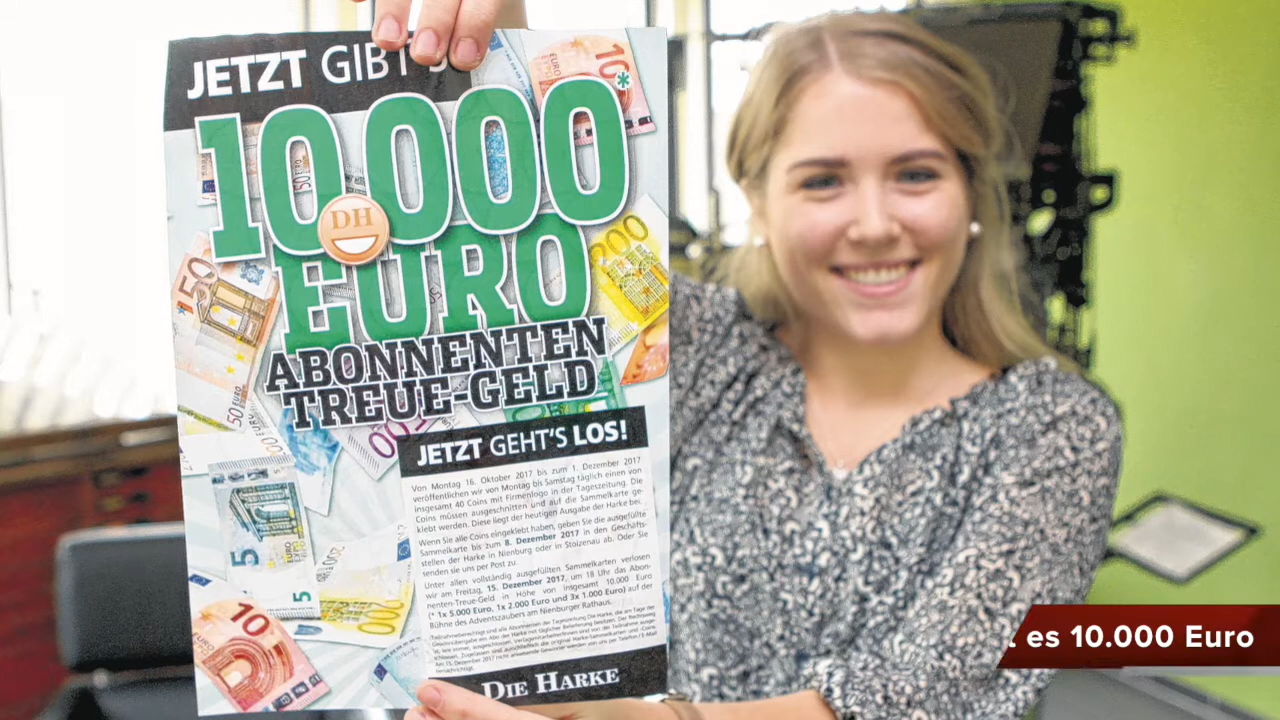 JETZT GIBT'S
10.000
EURO
DH
ABONNENTEN
TREUE-GELD
JETZT GEHT'S LOS!
Von Montag 16. Oktober 2017 bis zum 1. Dezember 2017
veröffentlichen wir von Montag bis Samstag täglich einen von
insgesamt 40 Coins mit Firmenlogo in der Tageszeitung. Die
Coins müssen ausgeschnitten und auf die Sammelkarte ge-
klebt werden. Diese liegt der heutigen Ausgabe der Harke bei.
Wenn Sie alle Coins eingeklebt haben, geben Sie die ausgefüllte
Sammelkarte bis zum 8. Dezember 2017 in den Geschäfts-
stellen der Harke in Nienburg oder in Stolzenau ab. Oder Sie
senden sie uns per Post zu.
Unter allen vollständig ausgefüllten Sammelkarten verlosen
wir am Freitag, 15. Dezember 2017, um 18 Uhr das Abon-
nenten-Treue-Geld in Höhe von insgesamt 10.000 Euro
(* 1x 5.000 Euro, 1x 2.000 Euro und 3x 1.000 Euro) auf der
Bühne des Adventszaubers am Nienburger Rathaus.
DIE HARKE
es 10.000 Euro